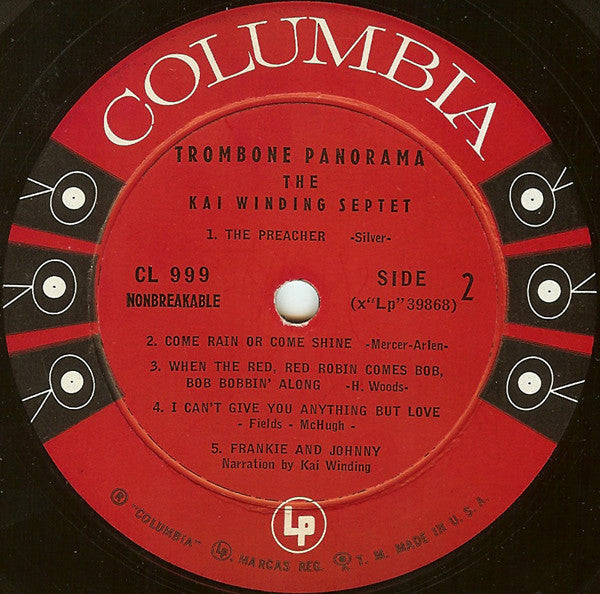 COLUMBIA
TROMBONE PANORAMA
THE
KAI WINDING SEPTET
1. THE PREACHER -Silver-
CL 999
NONBREAKABLE
SIDE 2
(x"Lp"39868)
2. COME RAIN OR COME SHINE -Mercer-Arlen-
3. WHEN THE RED, RED ROBIN COMES BOB,
BOB BOBBIN' ALONG -H. Woods-
4. I CAN'T GIVE YOU ANYTHING BUT LOVE
- Fields - McHugh -
5. FRANKIE AND JOHNNY
Narration by Kai Winding
Lp
® "COLUMBIA" Lp. MARCAS REG. T. M. MADE IN U. S. A.